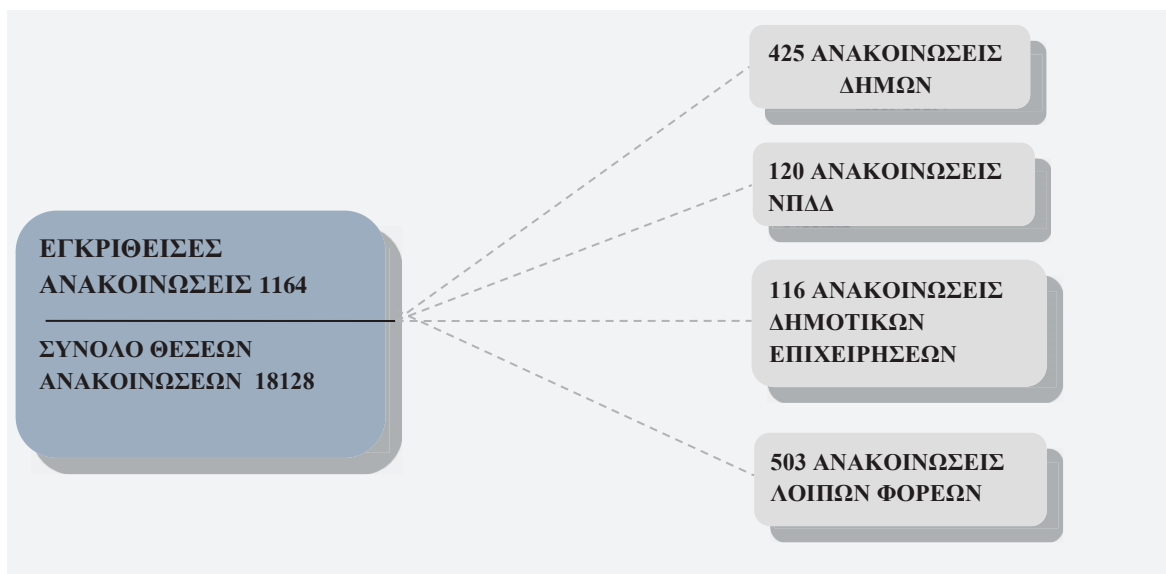 ΕΓΚΡΙΘΕΙΣΕΣ
ΑΝΑΚΟΙΝΩΣΕΙΣ 1164
ΣΥΝΟΛΟ ΘΕΣΕΩΝ
ΑΝΑΚΟΙΝΩΣΕΩΝ 18128
425 ΑΝΑΚΟΙΝΩΣΕΙΣ
ΔΗΜΩΝ
120 ΑΝΑΚΟΙΝΩΣΕΙΣ
ΝΠΔΔ
116 ΑΝΑΚΟΙΝΩΣΕΙΣ
ΔΗΜΟΤΙΚΩΝ
ΕΠΙΧΕΙΡΗΣΕΩΝ
503 ΑΝΑΚΟΙΝΩΣΕΙΣ
ΛΟΙΠΩΝ ΦΟΡΕΩΝ